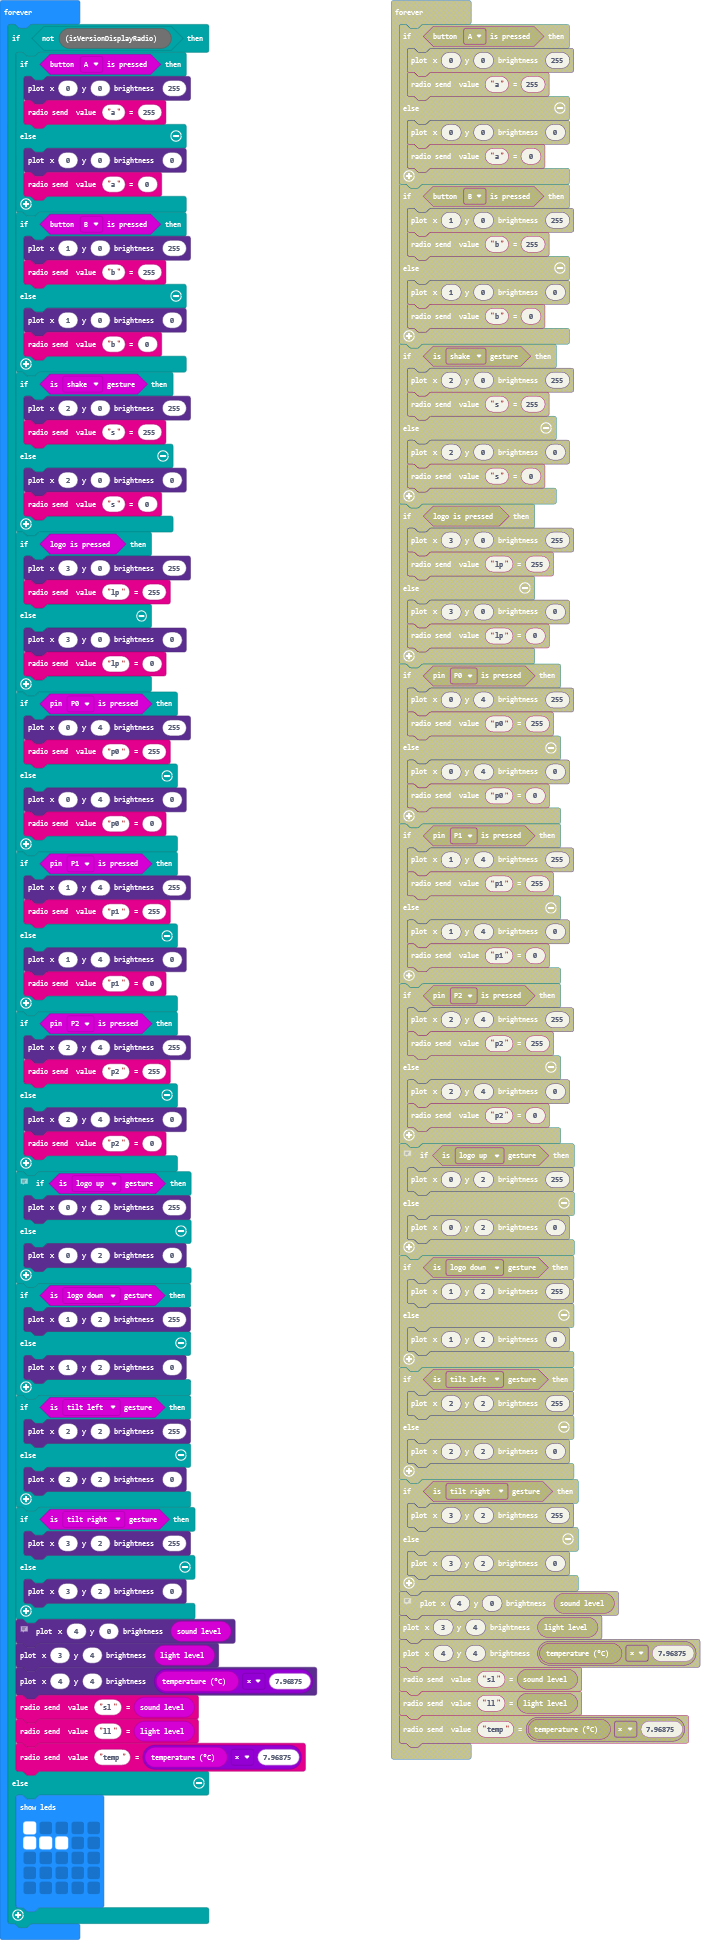 forever
if not (isVersionDisplayRadio) then
if button A is pressed then
plot x 0 y 0 brightness 255
radio send value "a" = 255
else
plot x 0 y 0 brightness 0
radio send value "a" = 0
if button B is pressed then
plot x 1 y 0 brightness 255
radio send value "b" = 255
else
plot x 1 y 0 brightness 0
radio send value "b" = 0
if is shake gesture then
plot x 2 y 0 brightness 255
radio send value "s" = 255
else
plot x 2 y 0 brightness 0
radio send value "s" = 0
if logo is pressed then
plot x 3 y 0 brightness 255
radio send value "lp" = 255
else
plot x 3 y 0 brightness 0
radio send value "lp" = 0
if pin P0 is pressed then
plot x 0 y 4 brightness 255
radio send value "p0" = 255
else
plot x 0 y 4 brightness 0
radio send value "p0" = 0
if pin P1 is pressed then
plot x 1 y 4 brightness 255
radio send value "p1" = 255
else
plot x 1 y 4 brightness 0
radio send value "p1" = 0
if pin P2 is pressed then
plot x 2 y 4 brightness 255
radio send value "p2" = 255
else
plot x 2 y 4 brightness 0
radio send value "p2" = 0
if is logo up gesture then
plot x 0 y 2 brightness 255
else
plot x 0 y 2 brightness 0
if is logo down gesture then
plot x 1 y 2 brightness 255
else
plot x 1 y 2 brightness 0
if is tilt left gesture then
plot x 2 y 2 brightness 255
else
plot x 2 y 2 brightness 0
if is tilt right gesture then
plot x 3 y 2 brightness 255
else
plot x 3 y 2 brightness 0
plot x 4 y 0 brightness sound level
plot x 3 y 4 brightness light level
plot x 4 y 4 brightness temperature (°C) × 7.96875
radio send value "sl" = sound level
radio send value "ll" = light level
radio send value "temp" = temperature (°C) × 7.96875
else
show leds
forever
if button A is pressed then
plot x 0 y 0 brightness 255
radio send value "a" = 255
else
plot x 0 y 0 brightness 0
radio send value "a" = 0
if button B is pressed then
plot x 1 y 0 brightness 255
radio send value "b" = 255
else
plot x 1 y 0 brightness 0
radio send value "b" = 0
if is shake gesture then
plot x 2 y 0 brightness 255
radio send value "s" = 255
else
plot x 2 y 0 brightness 0
radio send value "s" = 0
if logo is pressed then
plot x 3 y 0 brightness 255
radio send value "lp" = 255
else
plot x 3 y 0 brightness 0
radio send value "lp" = 0
if pin P0 is pressed then
plot x 0 y 4 brightness 255
radio send value "p0" = 255
else
plot x 0 y 4 brightness 0
radio send value "p0" = 0
if pin P1 is pressed then
plot x 1 y 4 brightness 255
radio send value "p1" = 255
else
plot x 1 y 4 brightness 0
radio send value "p1" = 0
if pin P2 is pressed then
plot x 2 y 4 brightness 255
radio send value "p2" = 255
else
plot x 2 y 4 brightness 0
radio send value "p2" = 0
if is logo up gesture then
plot x 0 y 2 brightness 255
else
plot x 0 y 2 brightness 0
if is logo down gesture then
plot x 1 y 2 brightness 255
else
plot x 1 y 2 brightness 0
if is tilt left gesture then
plot x 2 y 2 brightness 255
else
plot x 2 y 2 brightness 0
if is tilt right gesture then
plot x 3 y 2 brightness 255
else
plot x 3 y 2 brightness 0
plot x 4 y 0 brightness sound level
plot x 3 y 4 brightness light level
plot x 4 y 4 brightness temperature (°C) × 7.96875
radio send value "sl" = sound level
radio send value "ll" = light level
radio send value "temp" = temperature (°C) × 7.96875